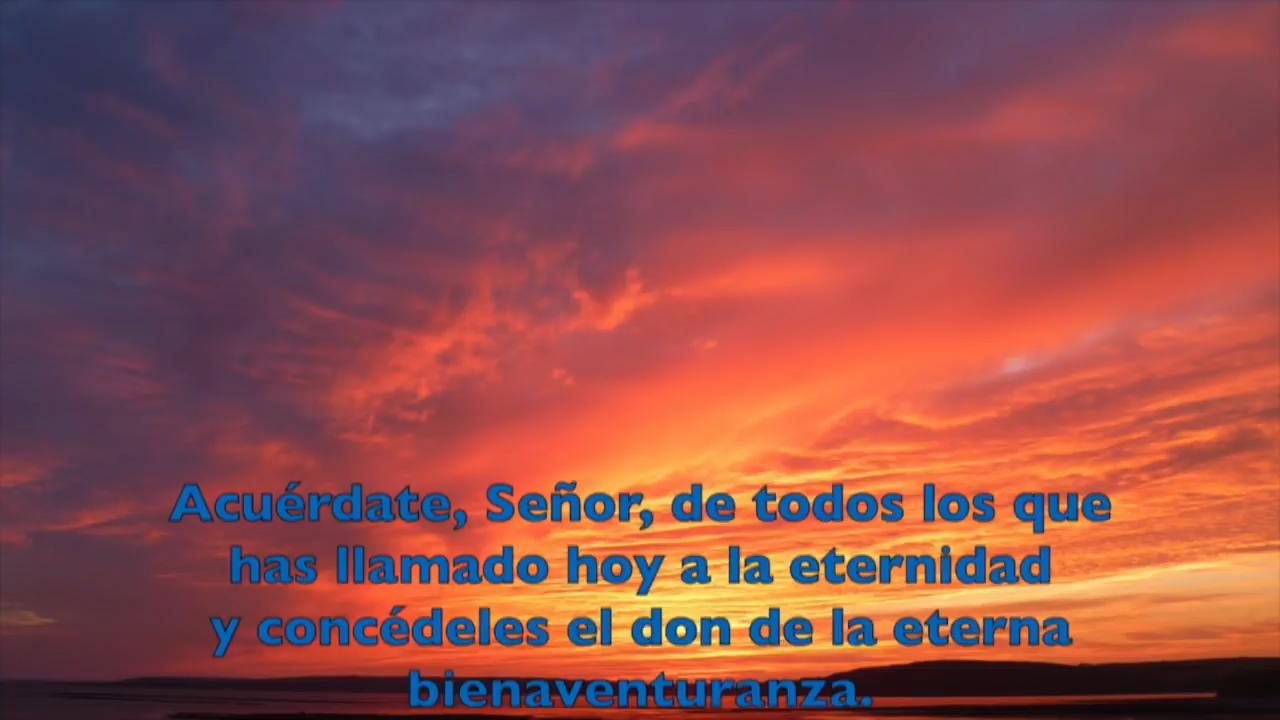 Acuérdate, Señor, de todos los que
has llamado hoy a la eternidad
y concédeles el don de la eterna
bienaventuranza.